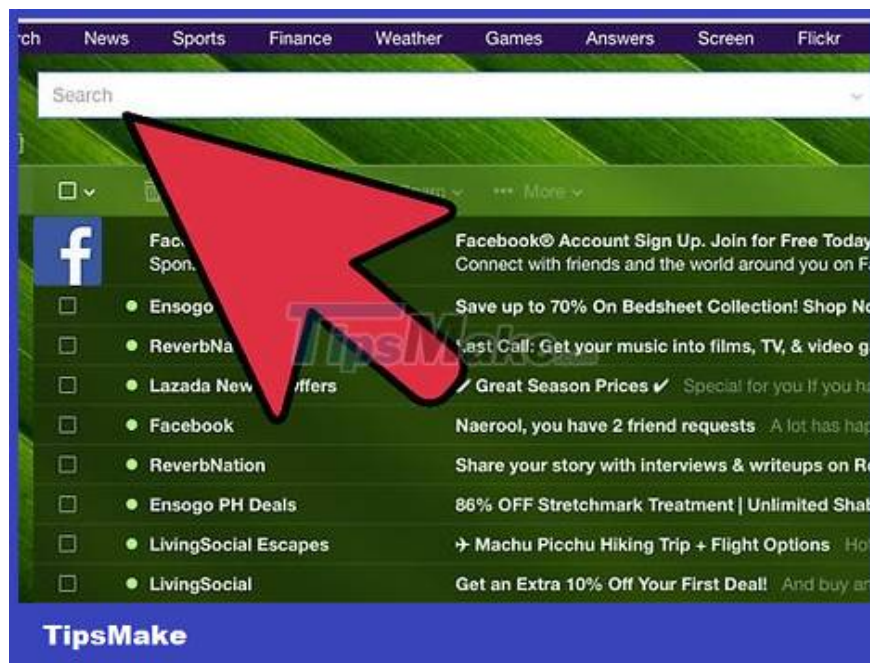 rch News Sports Finance Weather Games Answers Screen Flickr
Search
More
Facebook® Account Sign Up. Join for Free Today
Connect with friends and the world around you on Fa
Ensogo Save up to 70% On Bedsheet Collection! Shop No
ReverbNa Last Call: Get your music into films, TV, & video g
Lazada New Offers ✔ Great Season Prices ✔ Special for you If you ha
Facebook Naerool, you have 2 friend requests A lot has hap
ReverbNation Share your story with interviews & writeups on Re
Ensogo PH Deals 86% OFF Stretchmark Treatment | Unlimited Shab
LivingSocial Escapes ✈ Machu Picchu Hiking Trip + Flight Options Hot
LivingSocial Get an Extra 10% Off Your First Deal! And buy an
TipsMake.com
TipsMake